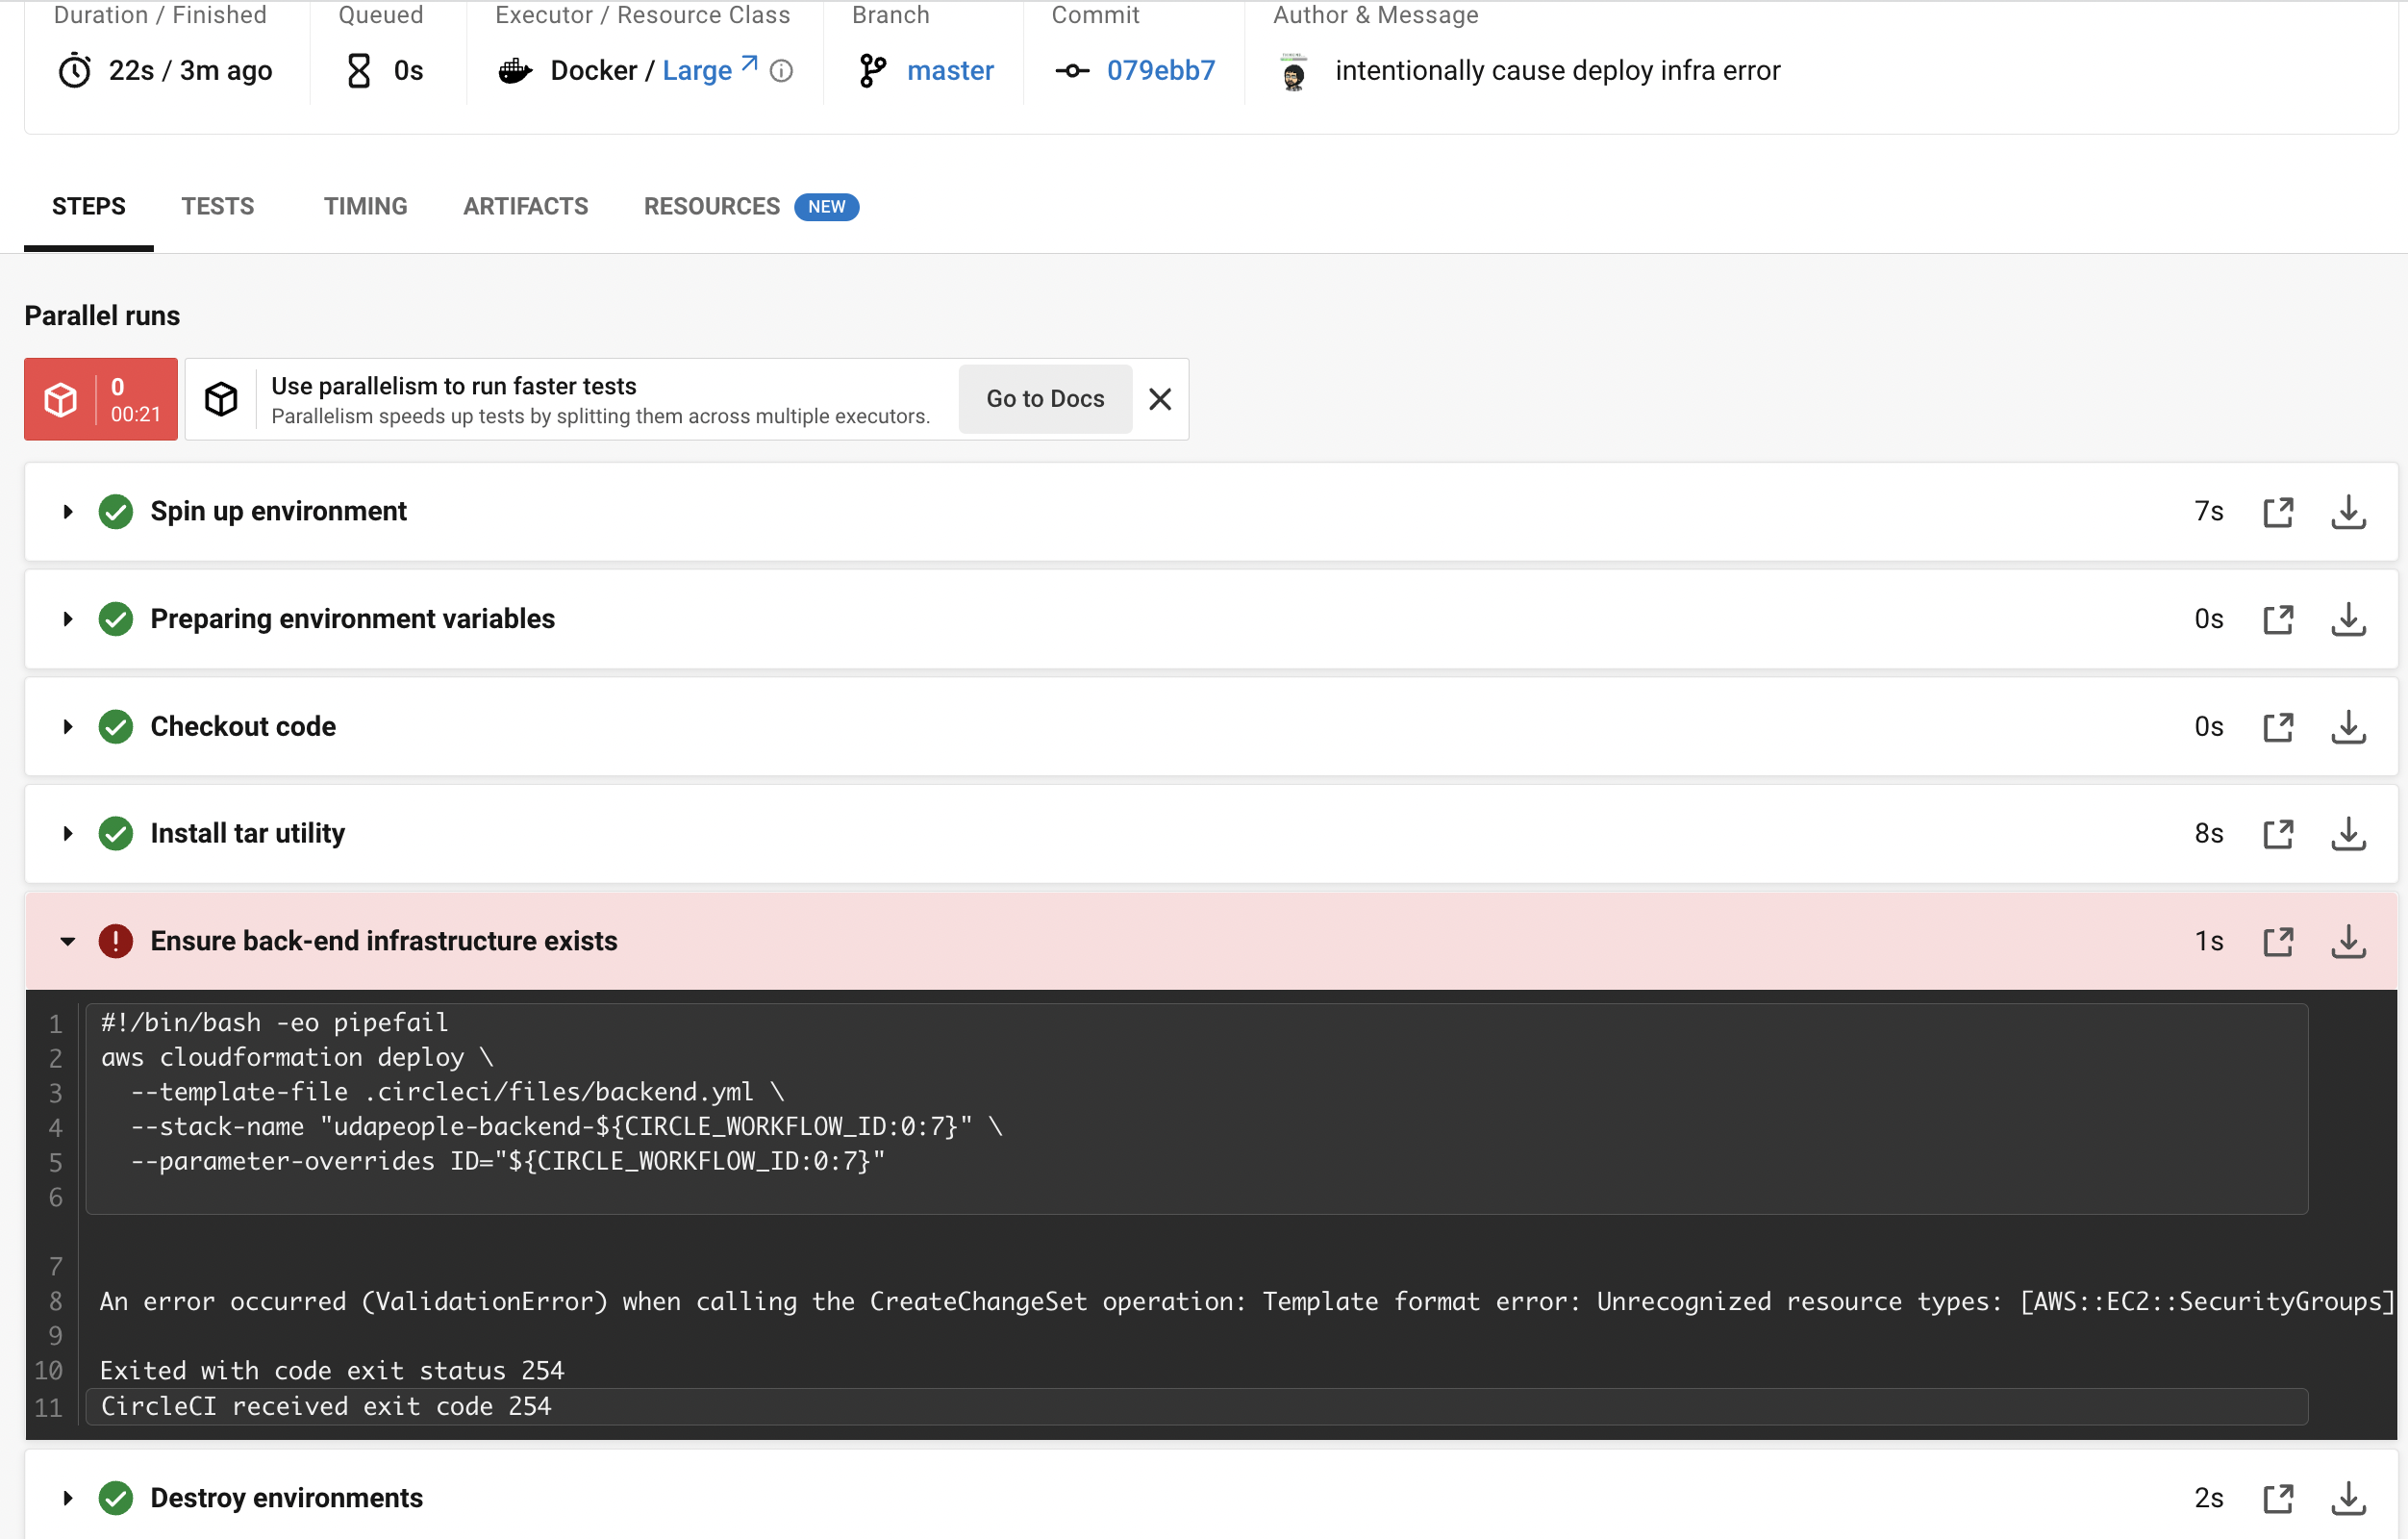 Duration / Finished
Queued
Executor / Resource Class
Branch
Commit
Author & Message
22s / 3m ago
0s
Docker / Large
master
079ebb7
intentionally cause deploy infra error
STEPS
TESTS
TIMING
ARTIFACTS
RESOURCES NEW
Parallel runs
0
00:21
Use parallelism to run faster tests
Parallelism speeds up tests by splitting them across multiple executors.
Go to Docs
Spin up environment
7s
Preparing environment variables
0s
Checkout code
0s
Install tar utility
8s
Ensure back-end infrastructure exists
1s
1 #!/bin/bash -eo pipefail
2 aws cloudformation deploy \
3 --template-file .circleci/files/backend.yml \
4 --stack-name "udapeople-backend-${CIRCLE_WORKFLOW_ID:0:7}" \
5 --parameter-overrides ID="${CIRCLE_WORKFLOW_ID:0:7}"
6
7
8 An error occurred (ValidationError) when calling the CreateChangeSet operation: Template format error: Unrecognized resource types: [AWS::EC2::SecurityGroups]
9
10 Exited with code exit status 254
11 CircleCI received exit code 254
Destroy environments
2s